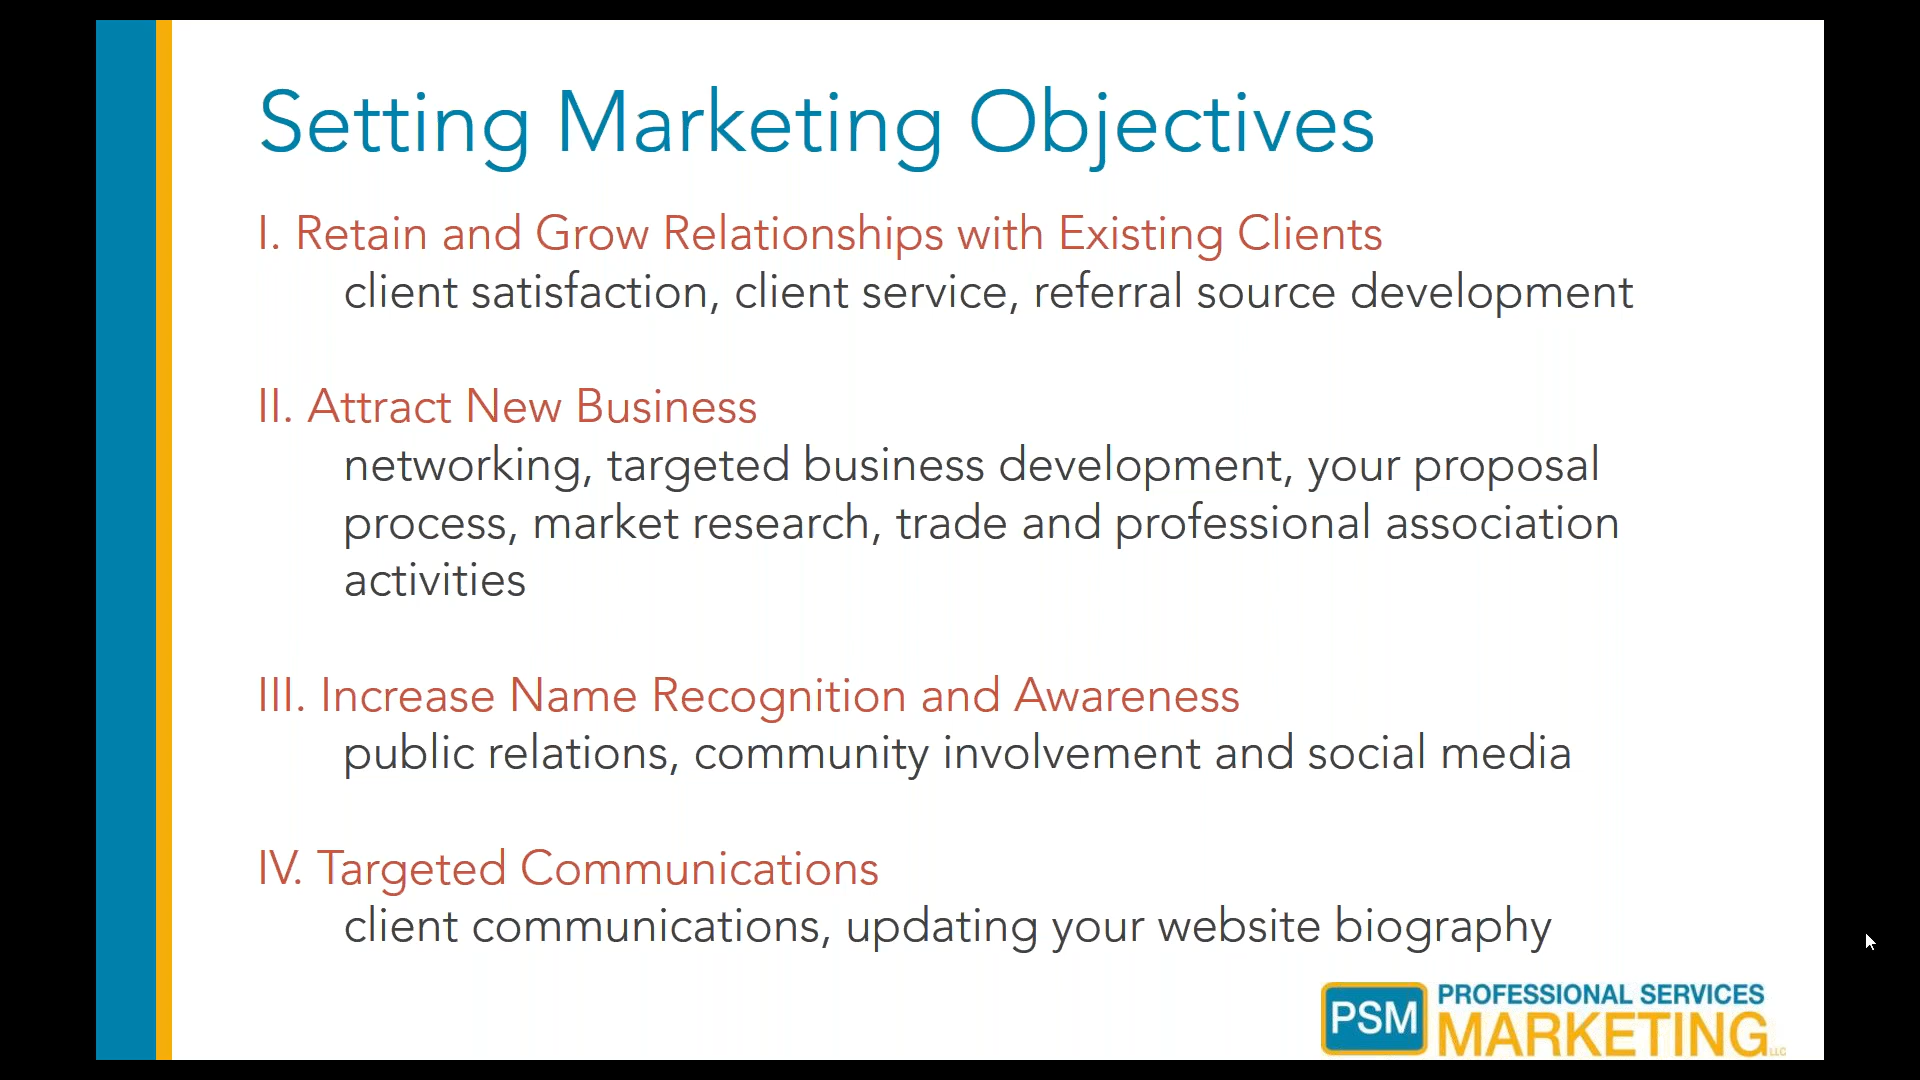 Setting Marketing Objectives
I. Retain and Grow Relationships with Existing Clients
client satisfaction, client service, referral source development
II. Attract New Business
networking, targeted business development, your proposal
process, market research, trade and professional association
activities
III. Increase Name Recognition and Awareness
public relations, community involvement and social media
IV. Targeted Communications
client communications, updating your website biography
PSM
PROFESSIONAL SERVICES
MARKETING LLC